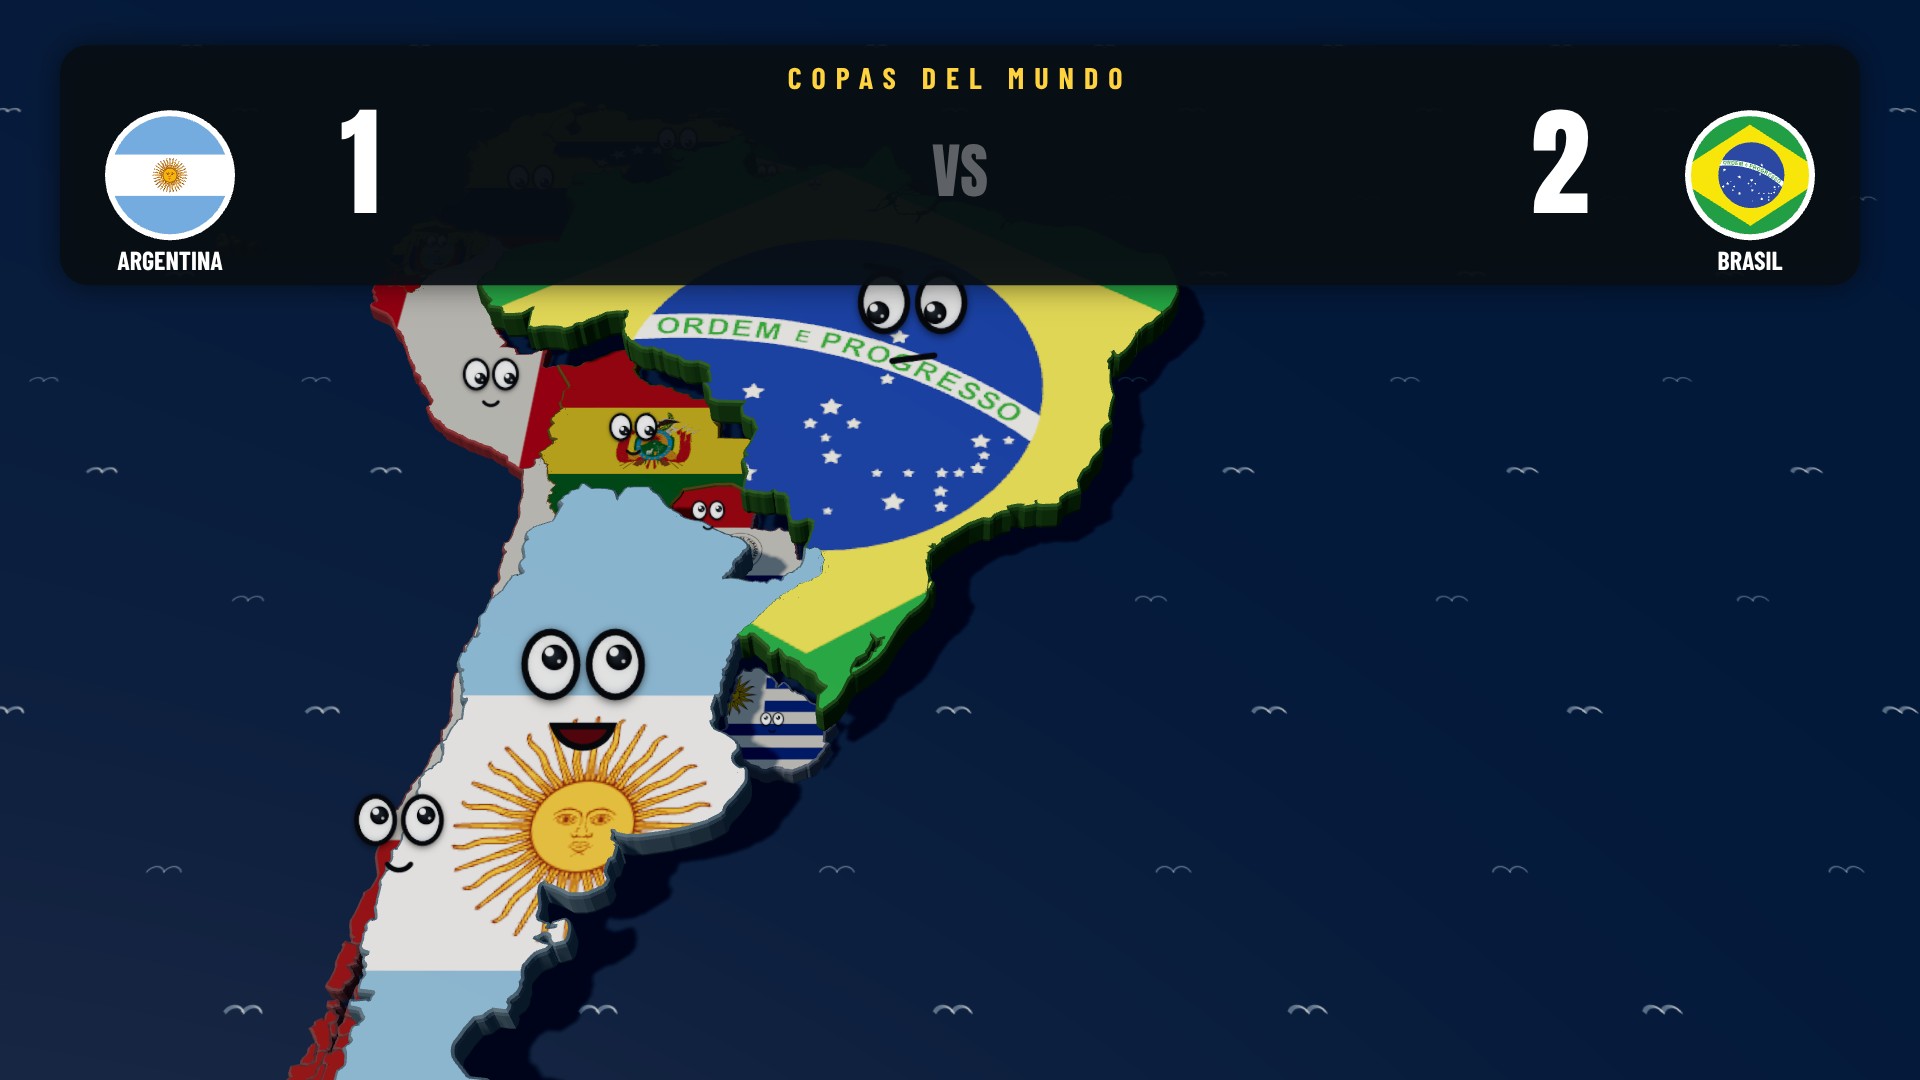 COPAS DEL MUNDO
1
VS
2
ARGENTINA
BRASIL
ORDEM E PROGRESSO